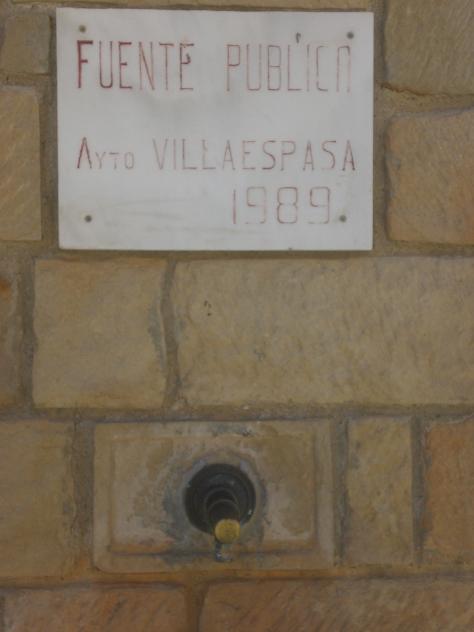 FUENTE PUBLICA
AYTO VILLAESPASA
1989